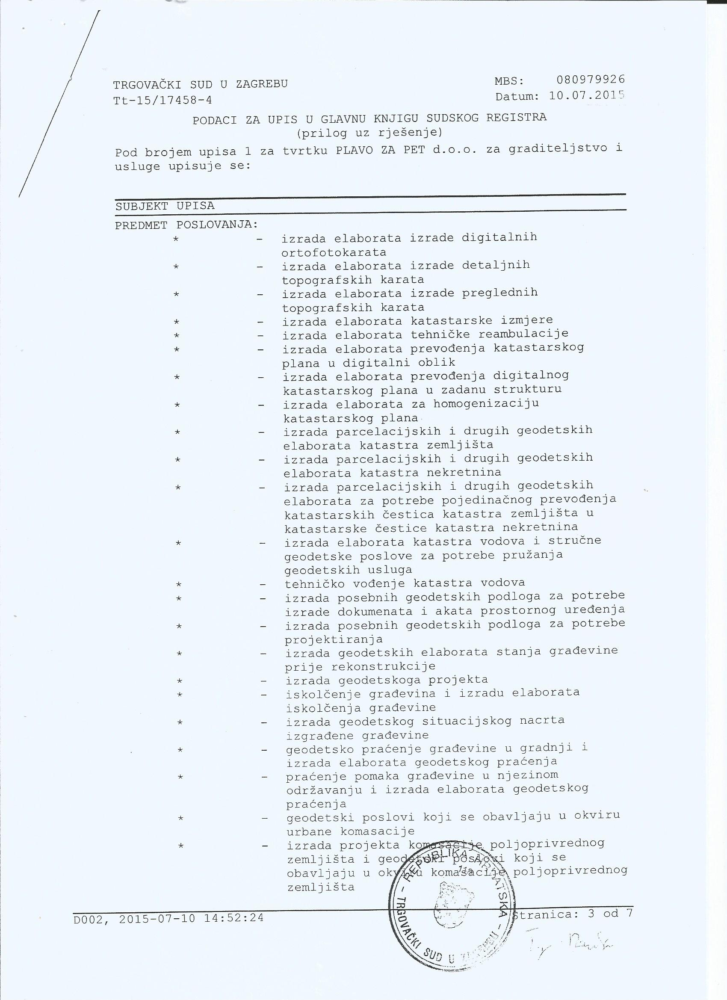 TRGOVAČKI SUD U ZAGREBU
Tt-15/17458-4
MBS: 080979926
Datum: 10.07.2015
PODACI ZA UPIS U GLAVNU KNJIGU SUDSKOG REGISTRA
(prilog uz rješenje)
Pod brojem upisa 1 za tvrtku PLAVO ZA PET d.o.o. za graditeljstvo i
usluge upisuje se:
SUBJEKT UPISA
PREDMET POSLOVANJA:
* - izrada elaborata izrade digitalnih
ortofotokarata
* - izrada elaborata izrade detaljnih
topografskih karata
* - izrada elaborata izrade preglednih
topografskih karata
* - izrada elaborata katastarske izmjere
* - izrada elaborata tehničke reambulacije
* - izrada elaborata prevođenja katastarskog
plana u digitalni oblik
* - izrada elaborata prevođenja digitalnog
katastarskog plana u zadanu strukturu
* - izrada elaborata za homogenizaciju
katastarskog plana
* - izrada parcelacijskih i drugih geodetskih
elaborata katastra zemljišta
* - izrada parcelacijskih i drugih geodetskih
elaborata katastra nekretnina
* - izrada parcelacijskih i drugih geodetskih
elaborata za potrebe pojedinačnog prevođenja
katastarskih čestica katastra zemljišta u
katastarske čestice katastra nekretnina
* - izrada elaborata katastra vodova i stručne
geodetske poslove za potrebe pružanja
geodetskih usluga
* - tehničko vođenje katastra vodova
* - izrada posebnih geodetskih podloga za potrebe
izrade dokumenata i akata prostornog uređenja
* - izrada posebnih geodetskih podloga za potrebe
projektiranja
* - izrada geodetskih elaborata stanja građevine
prije rekonstrukcije
* - izrada geodetskoga projekta
* - iskolčenje građevina i izradu elaborata
iskolčenja građevine
* - izrada geodetskog situacijskog nacrta
izgrađene građevine
* - geodetsko praćenje građevine u gradnji i
izrada elaborata geodetskog praćenja
* - praćenje pomaka građevine u njezinom
održavanju i izrada elaborata geodetskog
praćenja
* - geodetski poslovi koji se obavljaju u okviru
urbane komasacije
* - izrada projekta komasacije poljoprivrednog
zemljišta i geodetski poslovi koji se
obavljaju u okviru komasacije poljoprivrednog
zemljišta
- REPUBLIKA HRVATSKA -
TRGOVAČKI SUD U ZAGREBU
D002, 2015-07-10 14:52:24
Stranica: 3 od 7